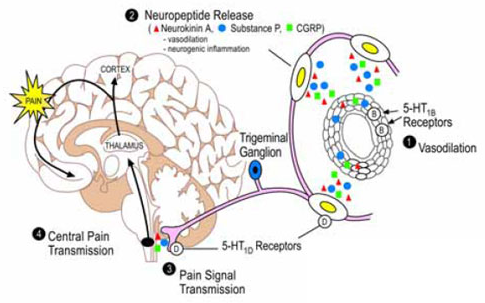 2 Neuropeptide Release
( Neurokin A, Substance P, CGRP)
- vasodilation
- neurogenic inflammation
CORTEX
PAIN
THALAMUS
5-HT1B
Receptors
B
B
1 Vasodilation
Trigeminal
Ganglion
4 Central Pain
Transmission
D
5-HT1D Receptors
D
3 Pain Signal
Transmission